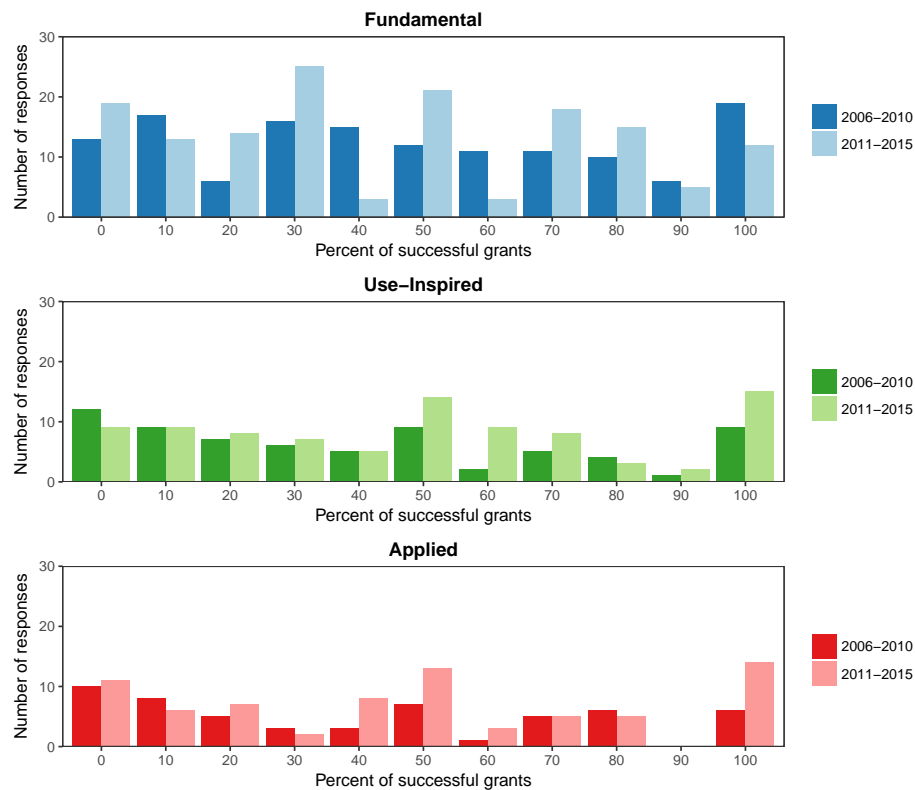 Fundamental
30
20
10
0
Number of responses
0 10 20 30 40 50 60 70 80 90 100
Percent of successful grants
2006−2010
2011−2015
Use−Inspired
30
20
10
0
Number of responses
0 10 20 30 40 50 60 70 80 90 100
Percent of successful grants
2006−2010
2011−2015
Applied
30
20
10
0
Number of responses
0 10 20 30 40 50 60 70 80 90 100
Percent of successful grants
2006−2010
2011−2015